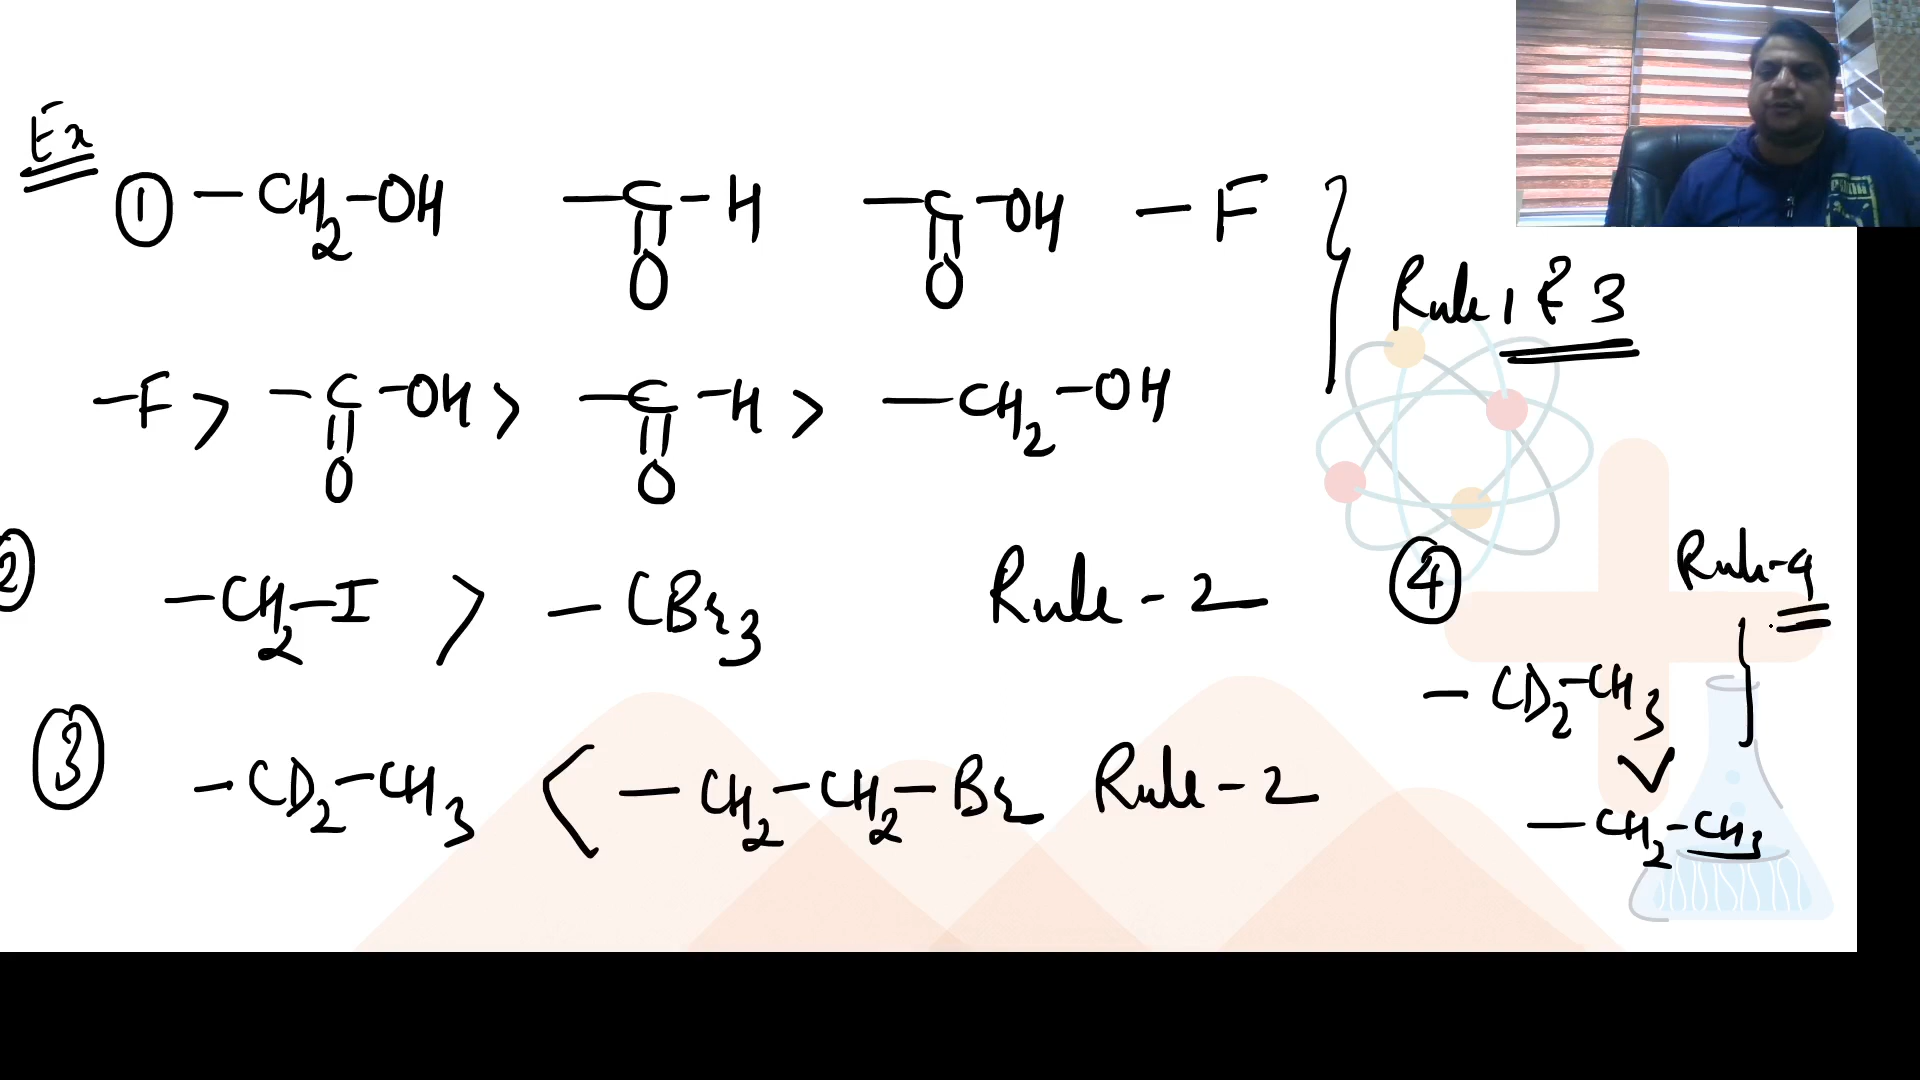 Ex
① –CH2–OH –C–H –C–OH –F }
|| ||
O O
Rule 1 & 3
–F > –C–OH > –C–H > –CH2–OH
|| ||
O O
② –CH2–I > –CBr3 Rule-2
③ –CD2–CH3 < –CH2–CH2–Br Rule-2
④ Rule-4
–CD2–CH3
∨
–CH2–CH3